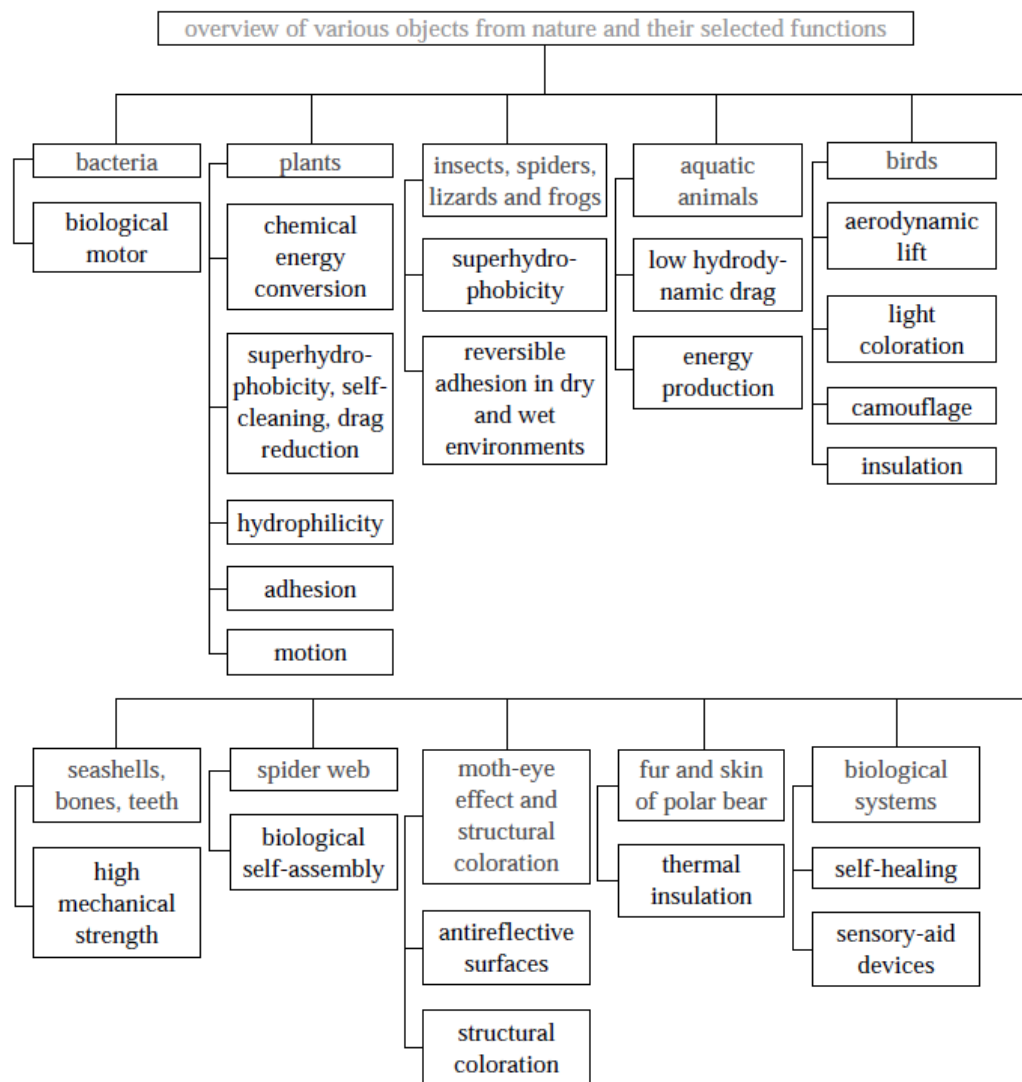 overview of various objects from nature and their selected functions
bacteria
biological
motor
plants
chemical
energy
conversion
superhydro-
phobicity, self-
cleaning, drag
reduction
hydrophilicity
adhesion
motion
insects, spiders,
lizards and frogs
superhydro-
phobicity
reversible
adhesion in dry
and wet
environments
aquatic
animals
low hydrody-
namic drag
energy
production
birds
aerodynamic
lift
light
coloration
camouflage
insulation
seashells,
bones, teeth
high
mechanical
strength
spider web
biological
self-assembly
moth-eye
effect and
structural
coloration
antireflective
surfaces
structural
coloration
fur and skin
of polar bear
thermal
insulation
biological
systems
self-healing
sensory-aid
devices